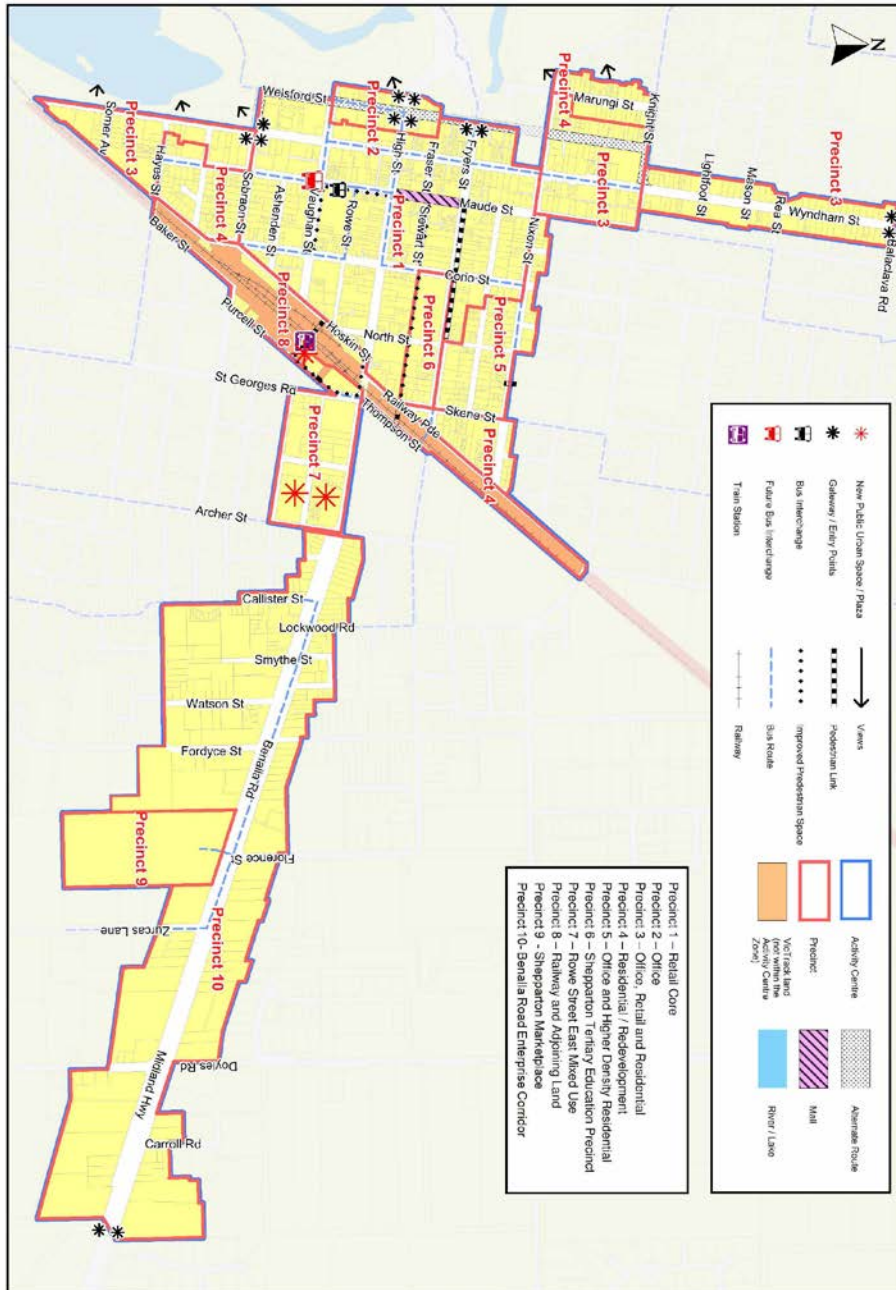 N
Precinct 3
Balaclava Rd
Wyndham St
Rea St
Mason St
Lightfoot St
Knight St
Marungi St
Precinct 4
Precinct 3
Nixon St
Welsford St
Precinct 2
High St
Fraser St
Fryers St
Maude St
Stewart St
Precinct 1
Rowe St
Vaughan St
Ashenden St
Sobraon St
Precinct 4
Hayes St
Precinct 3
Somer Av
Baker St
Corio St
Precinct 5
Precinct 6
North St
Hoskin St
Precinct 8
Purcell St
St Georges Rd
Railway Pde
Thompson St
Skene St
Precinct 4
Precinct 7
Archer St
Callister St
Lockwood Rd
Smythe St
Watson St
Fordyce St
Benalla Rd
Florence St
Precinct 9
Precinct 10
Zurcas Lane
Doyles Rd
Midland Hwy
Carroll Rd
New Public Urban Space / Plaza
Gateway / Entry Points
Bus Interchange
Future Bus Interchange
Train Station
Views
Pedestrian Link
Improved Predestrian Space
Bus Route
Railway
Activity Centre
Precinct
VicTrack land
(not within the
Activity Centre
Zone)
River / Lake
Mall
Alternate Route
Precinct 1 – Retail Core
Precinct 2 – Office
Precinct 3 – Office, Retail and Residential
Precinct 4 – Residential / Redevelopment
Precinct 5 – Office and Higher Density Residential
Precinct 6 – Shepparton Tertiary Education Precinct
Precinct 7 – Rowe Street East Mixed Use
Precinct 8 – Railway and Adjoining Land
Precinct 9 - Shepparton Marketplace
Precinct 10- Benalla Road Enterprise Corridor